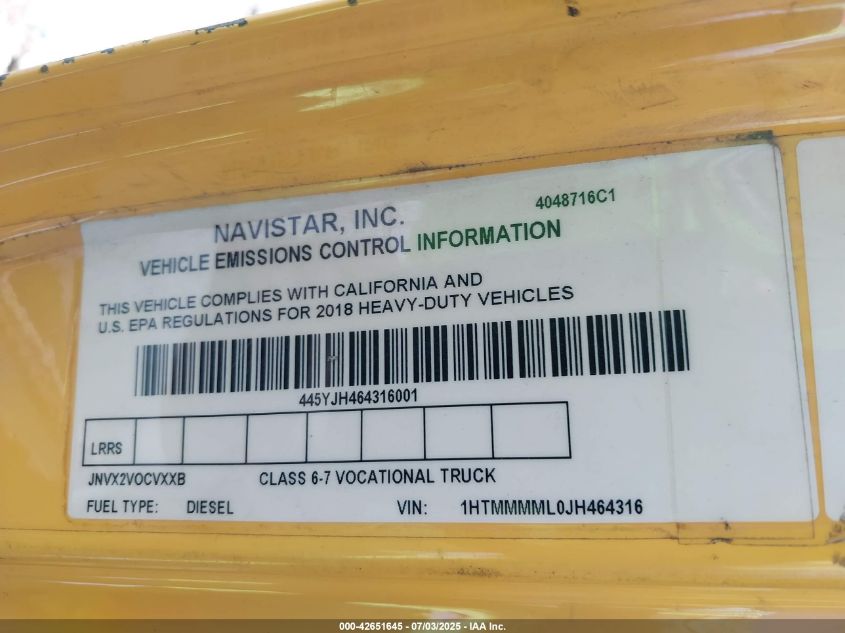 4048716C1
NAVISTAR, INC.
VEHICLE EMISSIONS CONTROL INFORMATION
THIS VEHICLE COMPLIES WITH CALIFORNIA AND
U.S. EPA REGULATIONS FOR 2018 HEAVY-DUTY VEHICLES
445YJH464316001
LRRS
JNVX2VOCVXXB CLASS 6-7 VOCATIONAL TRUCK
FUEL TYPE: DIESEL VIN: 1HTMMMML0JH464316
000-42651645 - 07/03/2025 - IAA Inc.